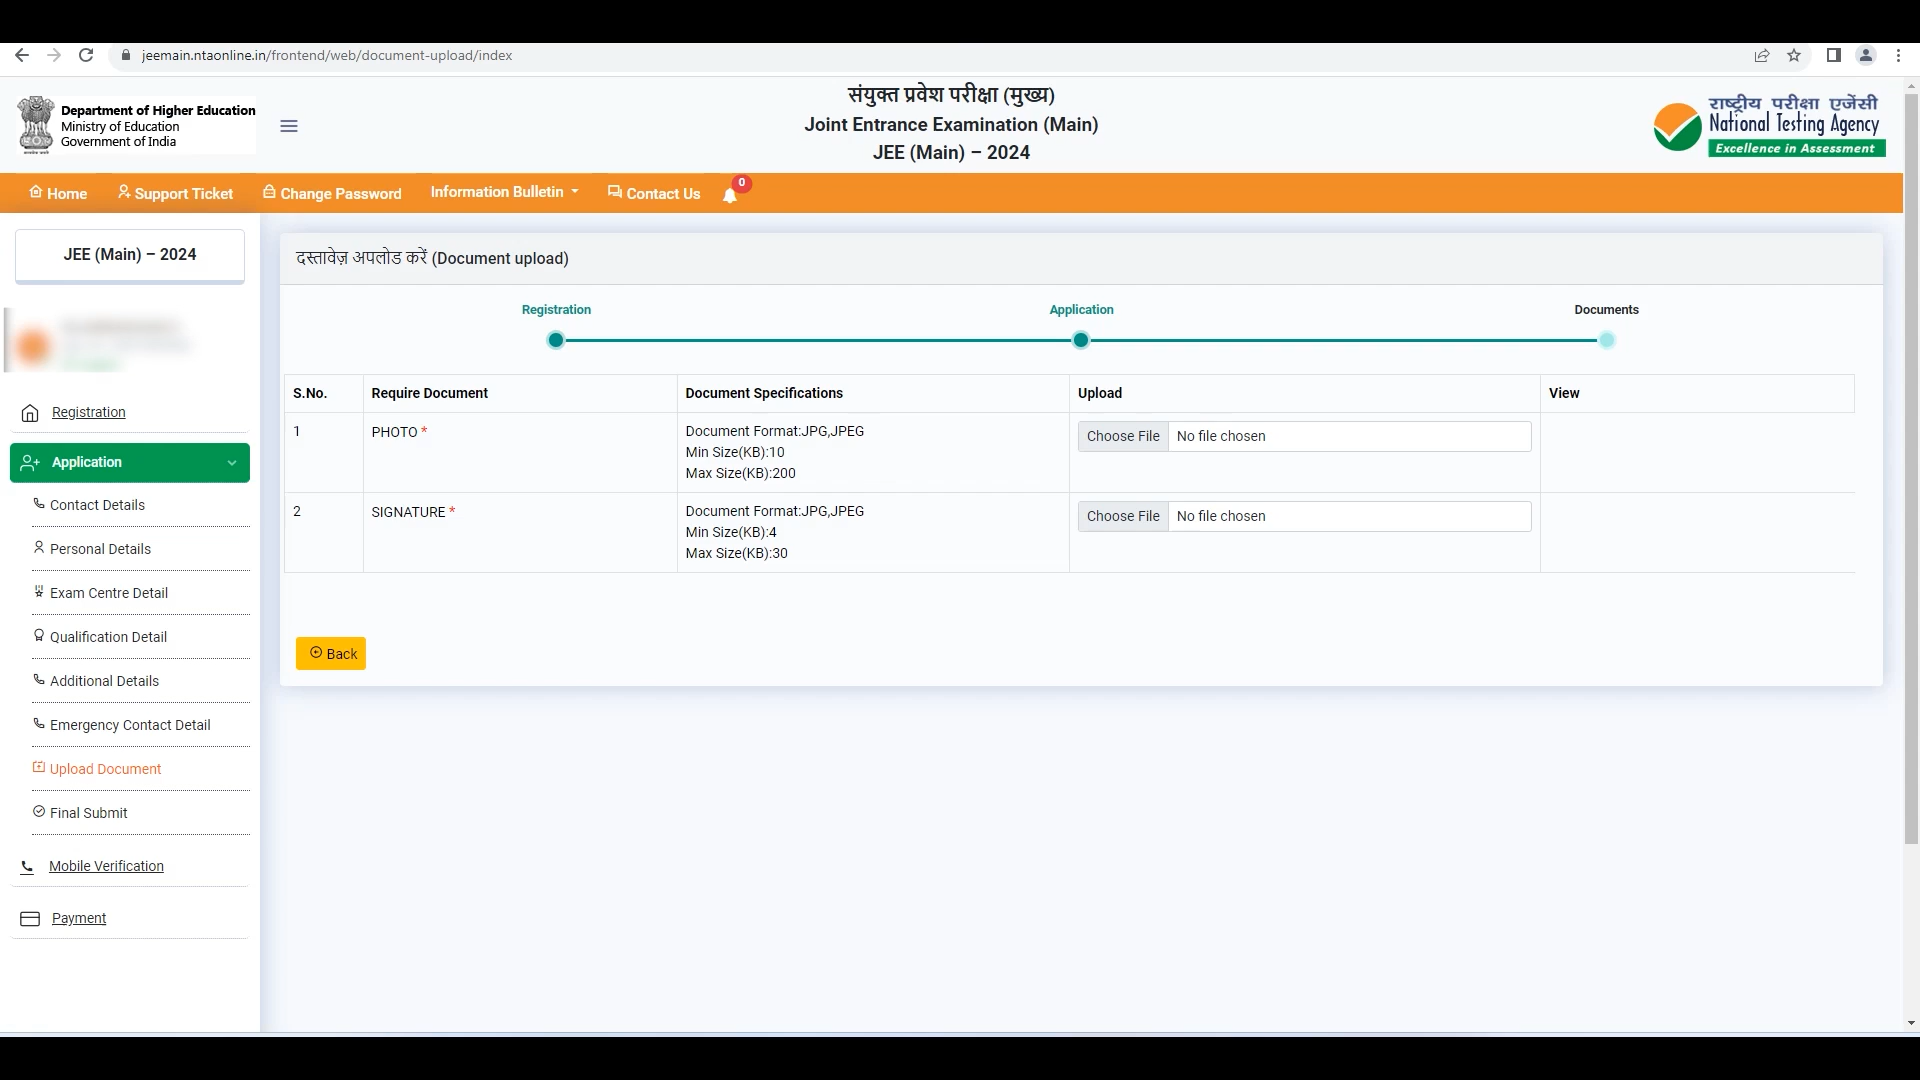 jeemain.ntaonline.in/frontend/web/document-upload/index
Department of Higher Education
Ministry of Education
Government of India
संयुक्त प्रवेश परीक्षा (मुख्य)
Joint Entrance Examination (Main)
JEE (Main) – 2024
राष्ट्रीय परीक्षा एजेंसी
National Testing Agency
Excellence in Assessment
Home Support Ticket Change Password Information Bulletin Contact Us 0
JEE (Main) – 2024
Registration
Application
Contact Details
Personal Details
Exam Centre Detail
Qualification Detail
Additional Details
Emergency Contact Detail
Upload Document
Final Submit
Mobile Verification
Payment
दस्तावेज़ अपलोड करें (Document upload)
Registration Application Documents
S.No. Require Document Document Specifications Upload View
1 PHOTO * Document Format:JPG,JPEG Choose File No file chosen
Min Size(KB):10
Max Size(KB):200
2 SIGNATURE * Document Format:JPG,JPEG Choose File No file chosen
Min Size(KB):4
Max Size(KB):30
Back